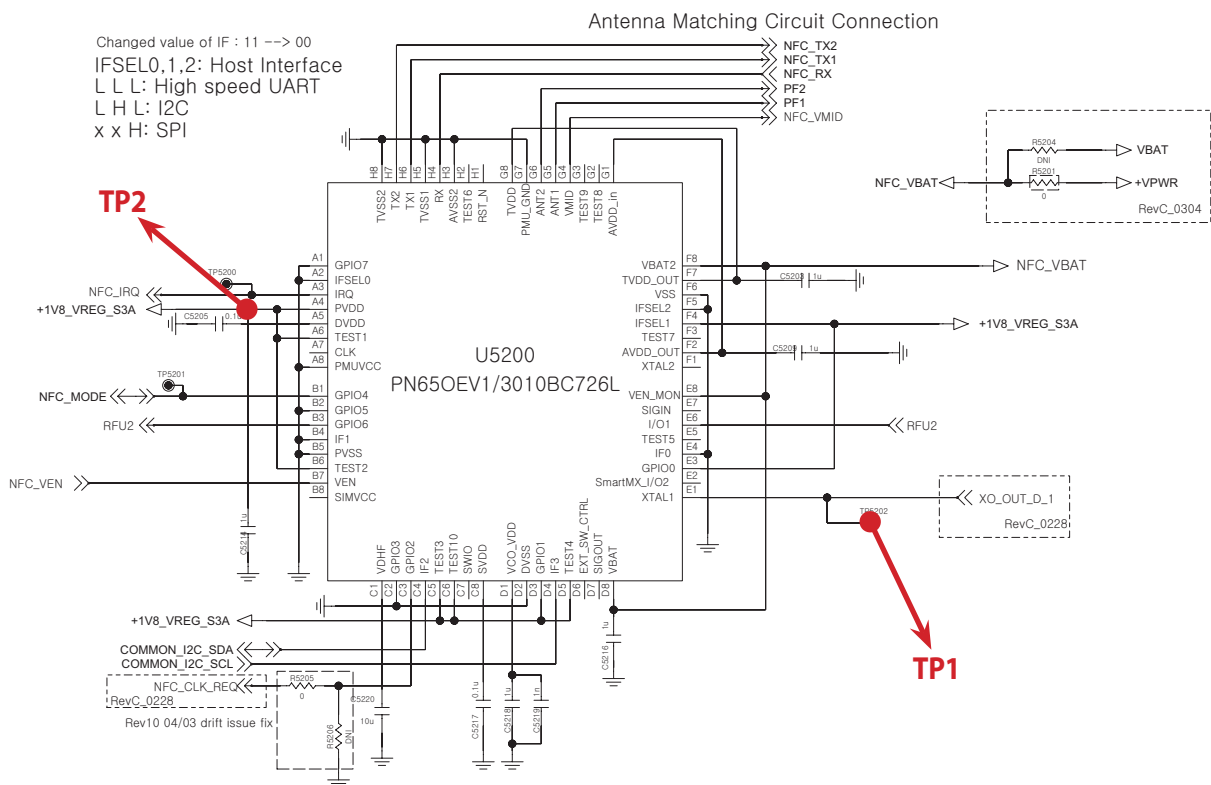 Antenna Matching Circuit Connection
Changed value of IF : 11 --> 00
IFSEL0,1,2: Host Interface
L L L: High speed UART
L H L: I2C
x x H: SPI
NFC_TX2
NFC_TX1
NFC_RX
PF2
PF1
NFC_VMID
R5204
DNI
VBAT
NFC_VBAT
R5201
0
+VPWR
RevC_0304
H8 H7 H6 H5 H4 H3 H2 H1 G8 G7 G6 G5 G4 G3 G2 G1
TVSS2 TX2 TX1 TVSS1 RX AVSS2 TEST6 RST_N TVDD PMU_GND ANT2 ANT1 VMID TEST9 TEST8 AVDD_in
TP2
TP5200
NFC_IRQ
+1V8_VREG_S3A
C5205 0.1u
TP5201
NFC_MODE
RFU2
NFC_VEN
C5214 1u
A1 GPIO7
A2 IFSEL0
A3 IRQ
A4 PVDD
A5 DVDD
A6 TEST1
A7 CLK
A8 PMUVCC
B1 GPIO4
B2 GPIO5
B3 GPIO6
B4 IF1
B5 PVSS
B6 TEST2
B7 VEN
B8 SIMVCC
U5200
PN65OEV1/3010BC726L
VBAT2 F8
TVDD_OUT F7
VSS F6
IFSEL2 F5
IFSEL1 F4
TEST7 F3
AVDD_OUT F2
XTAL2 F1
VEN_MON E8
SIGIN E7
I/O1 E6
TEST5 E5
IF0 E4
GPIO0 E3
SmartMX_I/O2 E2
XTAL1 E1
NFC_VBAT
C5203 1u
+1V8_VREG_S3A
C5209 1u
RFU2
XO_OUT_D_1
RevC_0228
TP5202
TP1
VDHF GPIO3 GPIO2 IF2 TEST3 TEST10 SWIO SVDD VCO_VDD DVSS GPIO1 IF3 TEST4 EXT_SW_CTRL SIGOUT VBAT
C1 C2 C3 C4 C5 C6 C7 C8 D1 D2 D3 D4 D5 D6 D7 D8
+1V8_VREG_S3A
COMMON_I2C_SDA
COMMON_I2C_SCL
NFC_CLK_REQ
RevC_0228
R5205
0
R5206
DNI
Rev10 04/03 drift issue fix
C5220
10u
C5217 0.1u
C5218 1u
C5219 1n
C5216 1u